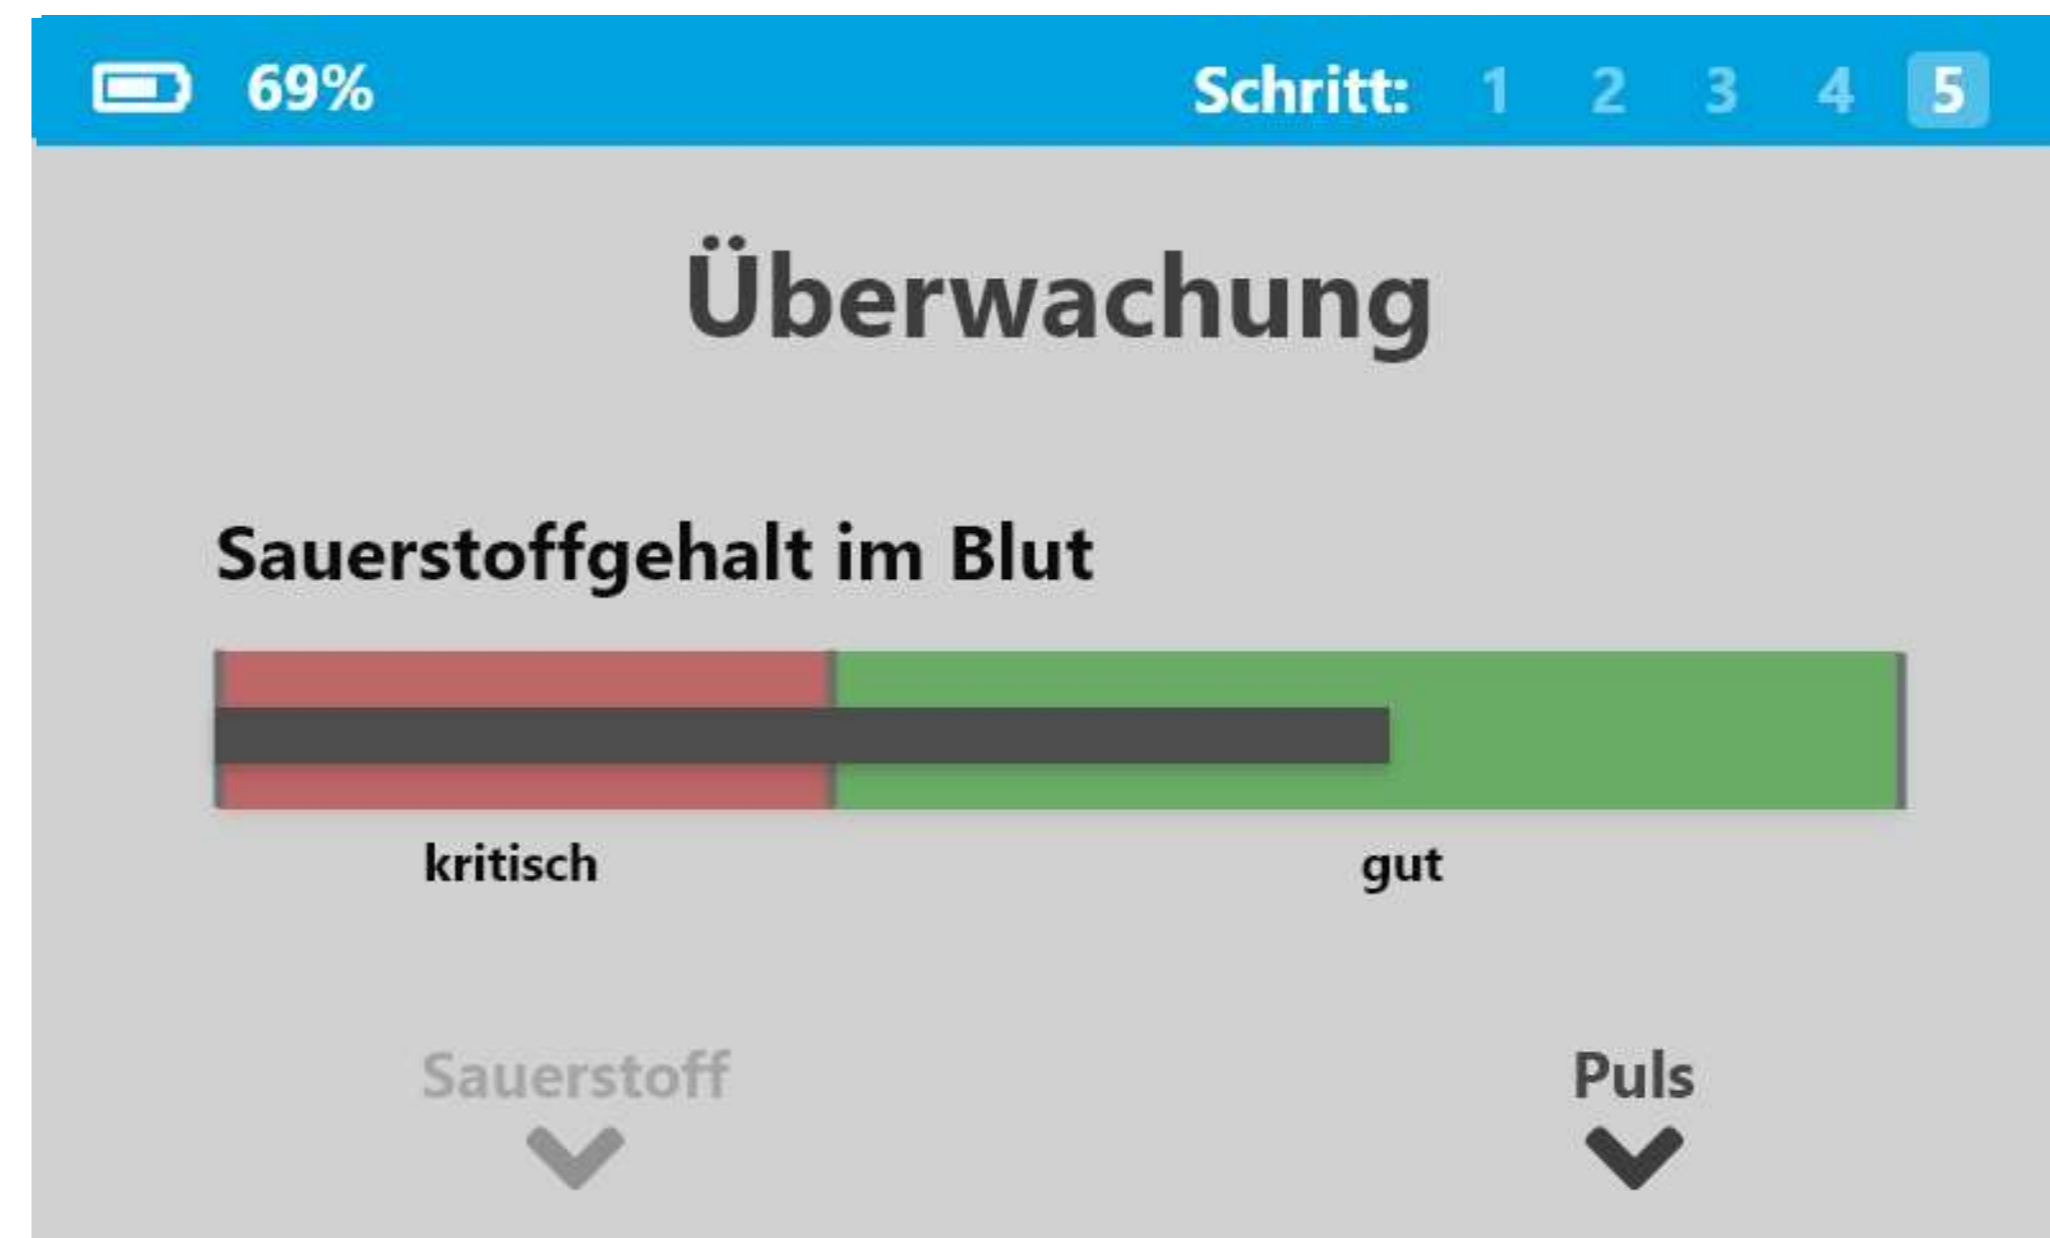 69% Schritt: 1 2 3 4 5
Überwachung
Sauerstoffgehalt im Blut
kritisch gut
Sauerstoff Puls